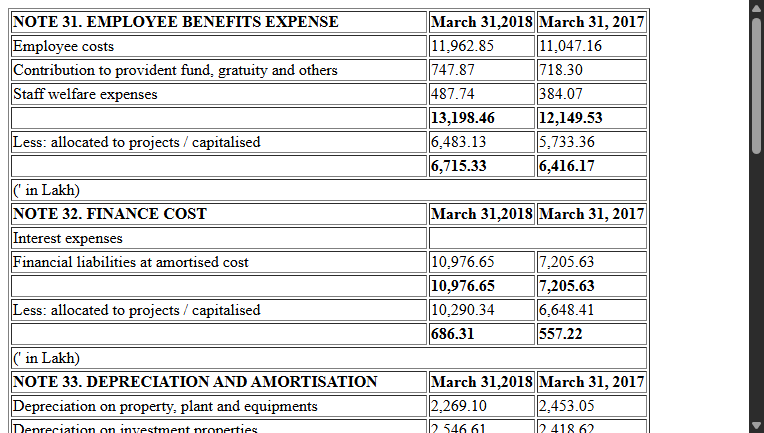 NOTE 31. EMPLOYEE BENEFITS EXPENSE March 31,2018 March 31, 2017
Employee costs 11,962.85 11,047.16
Contribution to provident fund, gratuity and others 747.87 718.30
Staff welfare expenses 487.74 384.07
13,198.46 12,149.53
Less: allocated to projects / capitalised 6,483.13 5,733.36
6,715.33 6,416.17
(' in Lakh)
NOTE 32. FINANCE COST March 31,2018 March 31, 2017
Interest expenses
Financial liabilities at amortised cost 10,976.65 7,205.63
10,976.65 7,205.63
Less: allocated to projects / capitalised 10,290.34 6,648.41
686.31 557.22
(' in Lakh)
NOTE 33. DEPRECIATION AND AMORTISATION March 31,2018 March 31, 2017
Depreciation on property, plant and equipments 2,269.10 2,453.05
Depreciation on investment properties 2,546.61 2,418.62